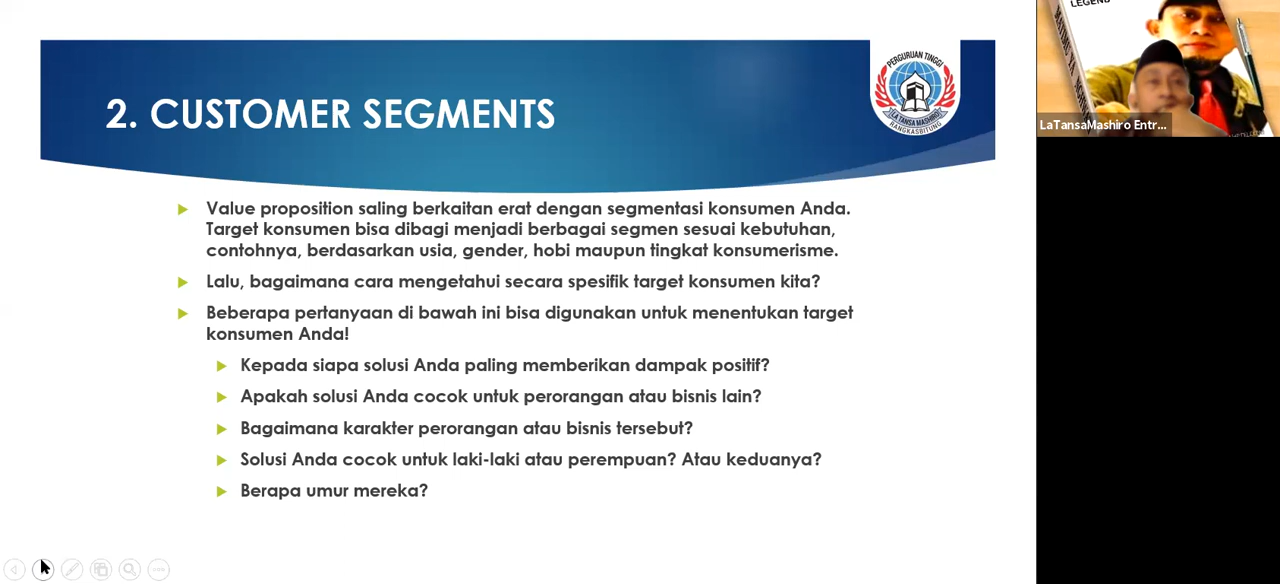 2. CUSTOMER SEGMENTS
PERGURUAN TINGGI
LA TANSA MASHIRO
RANGKASBITUNG
Value proposition saling berkaitan erat dengan segmentasi konsumen Anda.
Target konsumen bisa dibagi menjadi berbagai segmen sesuai kebutuhan,
contohnya, berdasarkan usia, gender, hobi maupun tingkat konsumerisme.
Lalu, bagaimana cara mengetahui secara spesifik target konsumen kita?
Beberapa pertanyaan di bawah ini bisa digunakan untuk menentukan target
konsumen Anda!
Kepada siapa solusi Anda paling memberikan dampak positif?
Apakah solusi Anda cocok untuk perorangan atau bisnis lain?
Bagaimana karakter perorangan atau bisnis tersebut?
Solusi Anda cocok untuk laki-laki atau perempuan? Atau keduanya?
Berapa umur mereka?
LEGEND
LaTansaMashiro Entr...